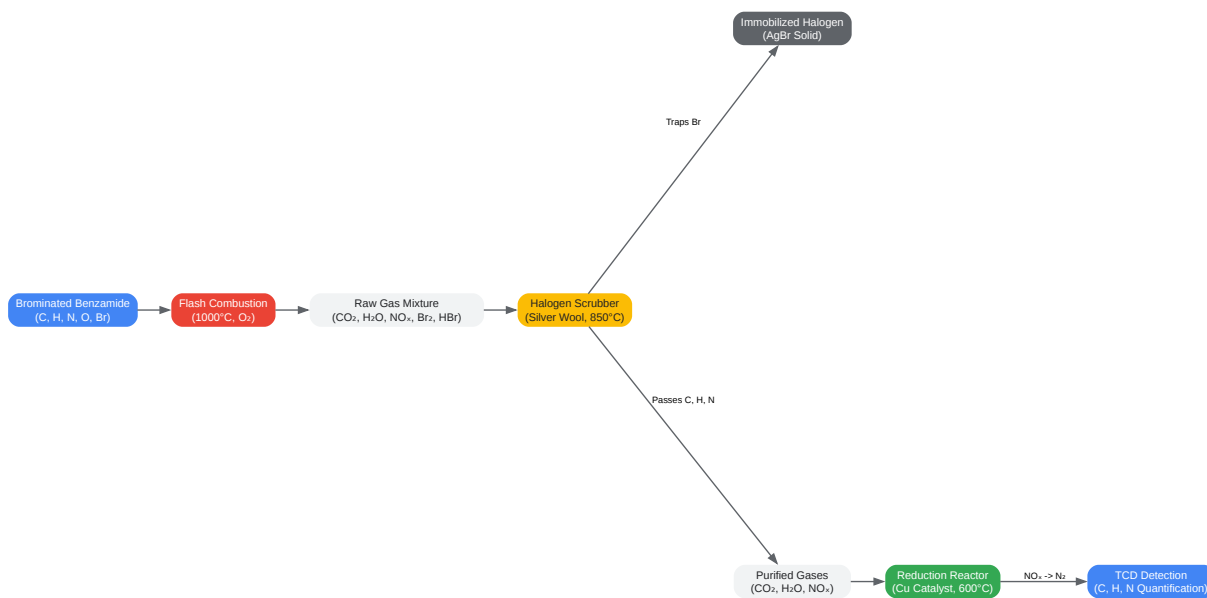 Immobilized Halogen
(AgBr Solid)
Traps Br
Brominated Benzamide
(C, H, N, O, Br)
Flash Combustion
(1000°C, O₂)
Raw Gas Mixture
(CO₂, H₂O, NOₓ, Br₂, HBr)
Halogen Scrubber
(Silver Wool, 850°C)
Passes C, H, N
Purified Gases
(CO₂, H₂O, NOₓ)
Reduction Reactor
(Cu Catalyst, 600°C)
NOₓ -> N₂
TCD Detection
(C, H, N Quantification)